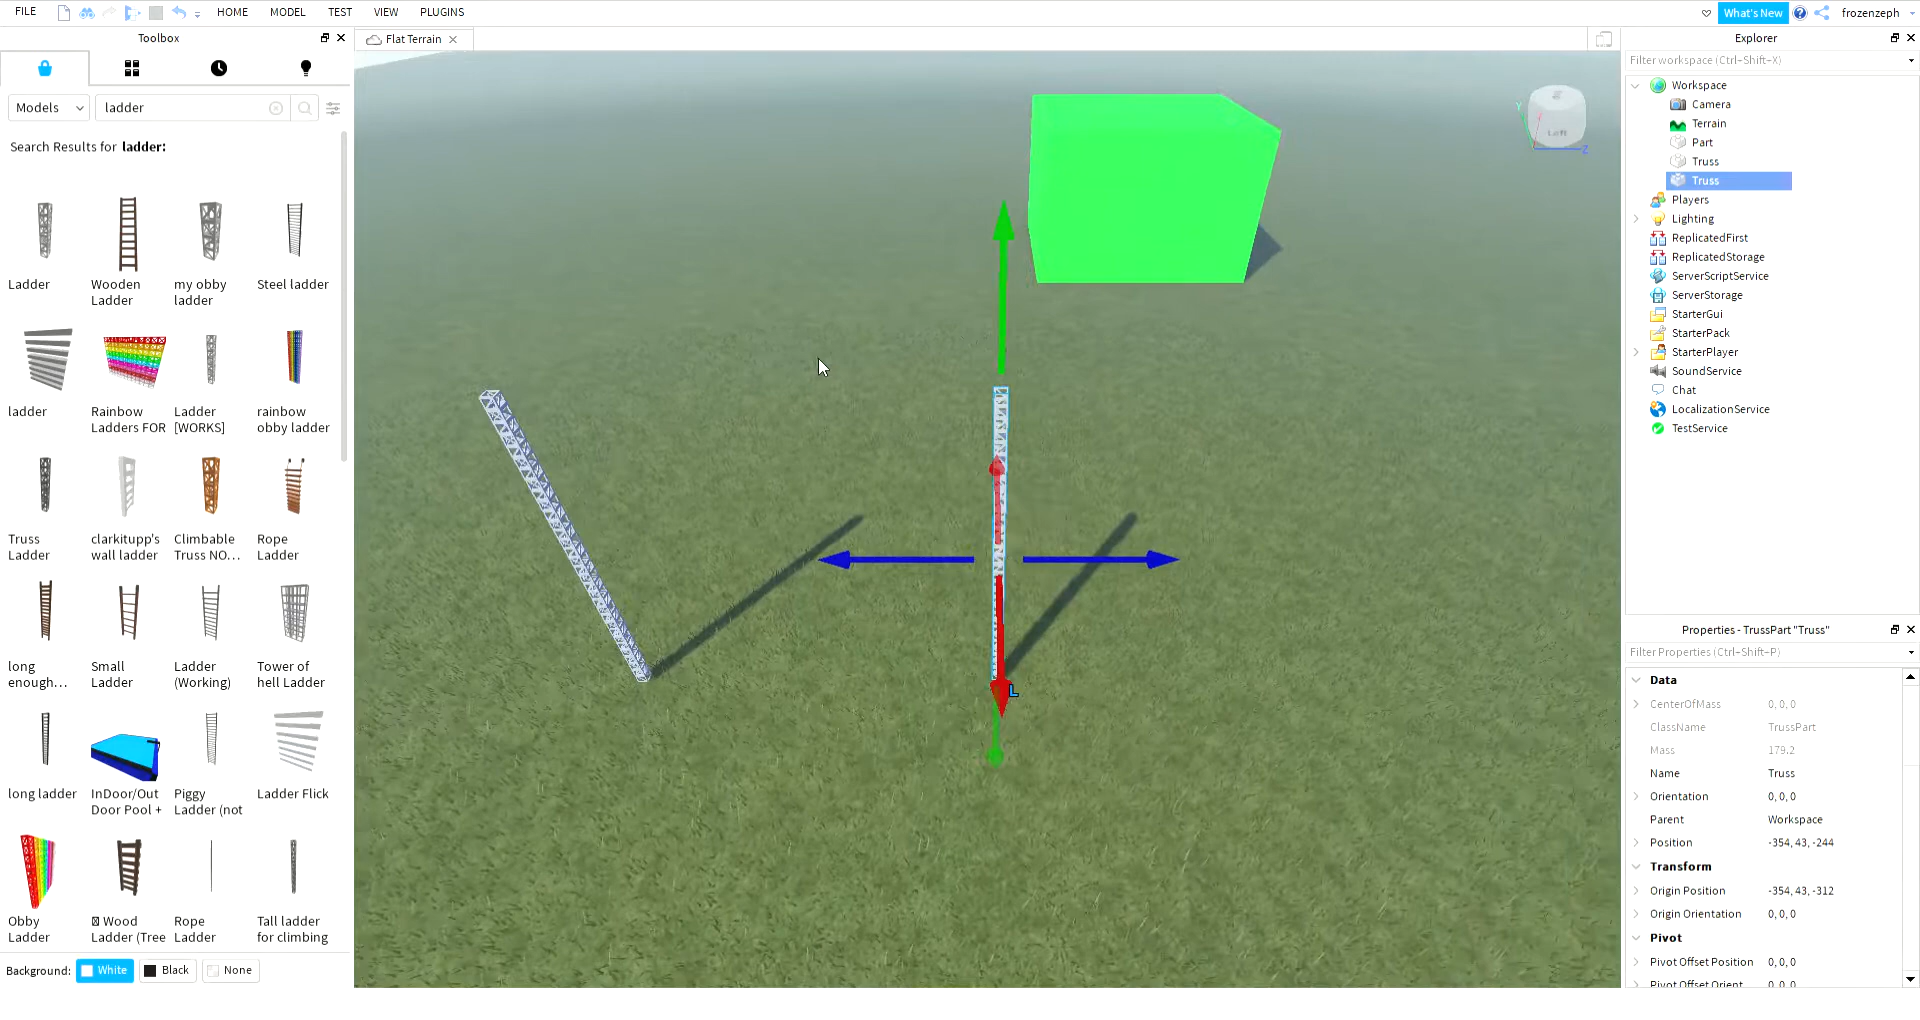 FILE
HOME
MODEL
TEST
VIEW
PLUGINS
What's New
frozenzeph
Toolbox
Models
ladder
Search Results for ladder:
Ladder
Wooden Ladder
my obby ladder
Steel ladder
ladder
Rainbow Ladders FOR
Ladder [WORKS]
rainbow obby ladder
Truss Ladder
clarkitupp's wall ladder
Climbable Truss NO...
Rope Ladder
long enough...
Small Ladder
Ladder (Working)
Tower of hell Ladder
long ladder
InDoor/Out Door Pool +
Piggy Ladder (not
Ladder Flick
Obby Ladder
Wood Ladder (Tree
Rope Ladder
Tall ladder for climbing
Background:
White
Black
None
Flat Terrain
Y
Left
Z
L
Explorer
Filter workspace (Ctrl+Shift+X)
Workspace
Camera
Terrain
Part
Truss
Truss
Players
Lighting
ReplicatedFirst
ReplicatedStorage
ServerScriptService
ServerStorage
StarterGui
StarterPack
StarterPlayer
SoundService
Chat
LocalizationService
TestService
Properties - TrussPart "Truss"
Filter Properties (Ctrl+Shift+P)
Data
CenterOfMass 0, 0, 0
ClassName TrussPart
Mass 179.2
Name Truss
Orientation 0, 0, 0
Parent Workspace
Position -354, 43, -244
Transform
Origin Position -354, 43, -312
Origin Orientation 0, 0, 0
Pivot
Pivot Offset Position 0, 0, 0
Pivot Offset Orient 0, 0, 0